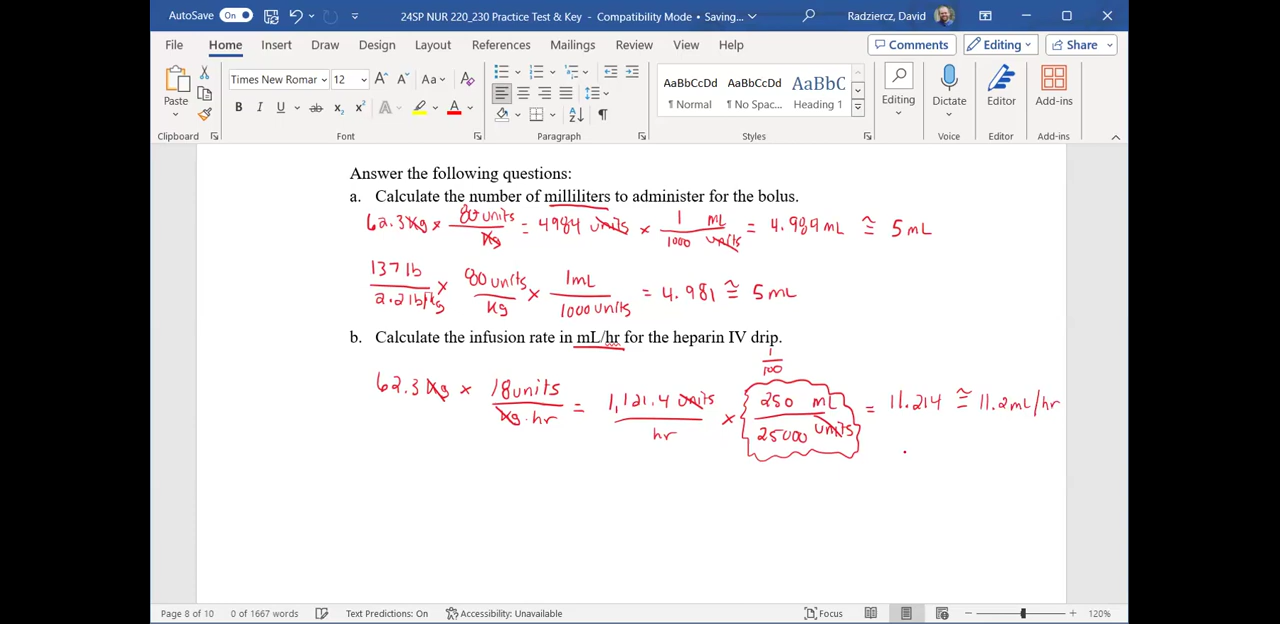 AutoSave On 24SP NUR 220_230 Practice Test & Key - Compatibility Mode • Saving... Radziercz, David
File Home Insert Draw Design Layout References Mailings Review View Help Comments Editing Share
Times New Romar 12 A A Aa A AaBbCcDd AaBbCcDd AaBbC
Paste B I U ab x₂ x² A A ¶ ¶ Normal ¶ No Spac... Heading 1 Editing Dictate Editor Add-ins
Clipboard Font Paragraph Styles Voice Editor Add-ins
Answer the following questions:
a. Calculate the number of milliliters to administer for the bolus.
62.3 kg × 80 units / kg = 4984 units × 1 mL / 1000 units = 4.984 mL ≅ 5 mL
137 lb / 2.2 lb/kg × 80 units / kg × 1mL / 1000 units = 4.981 ≅ 5 mL
b. Calculate the infusion rate in mL/hr for the heparin IV drip.
1 / 100
62.3 kg × 18 units / kg · hr = 1,121.4 units / hr × 250 mL / 25000 units = 11.214 ≅ 11.2 mL/hr
Page 8 of 10 0 of 1667 words Text Predictions: On Accessibility: Unavailable Focus 120%